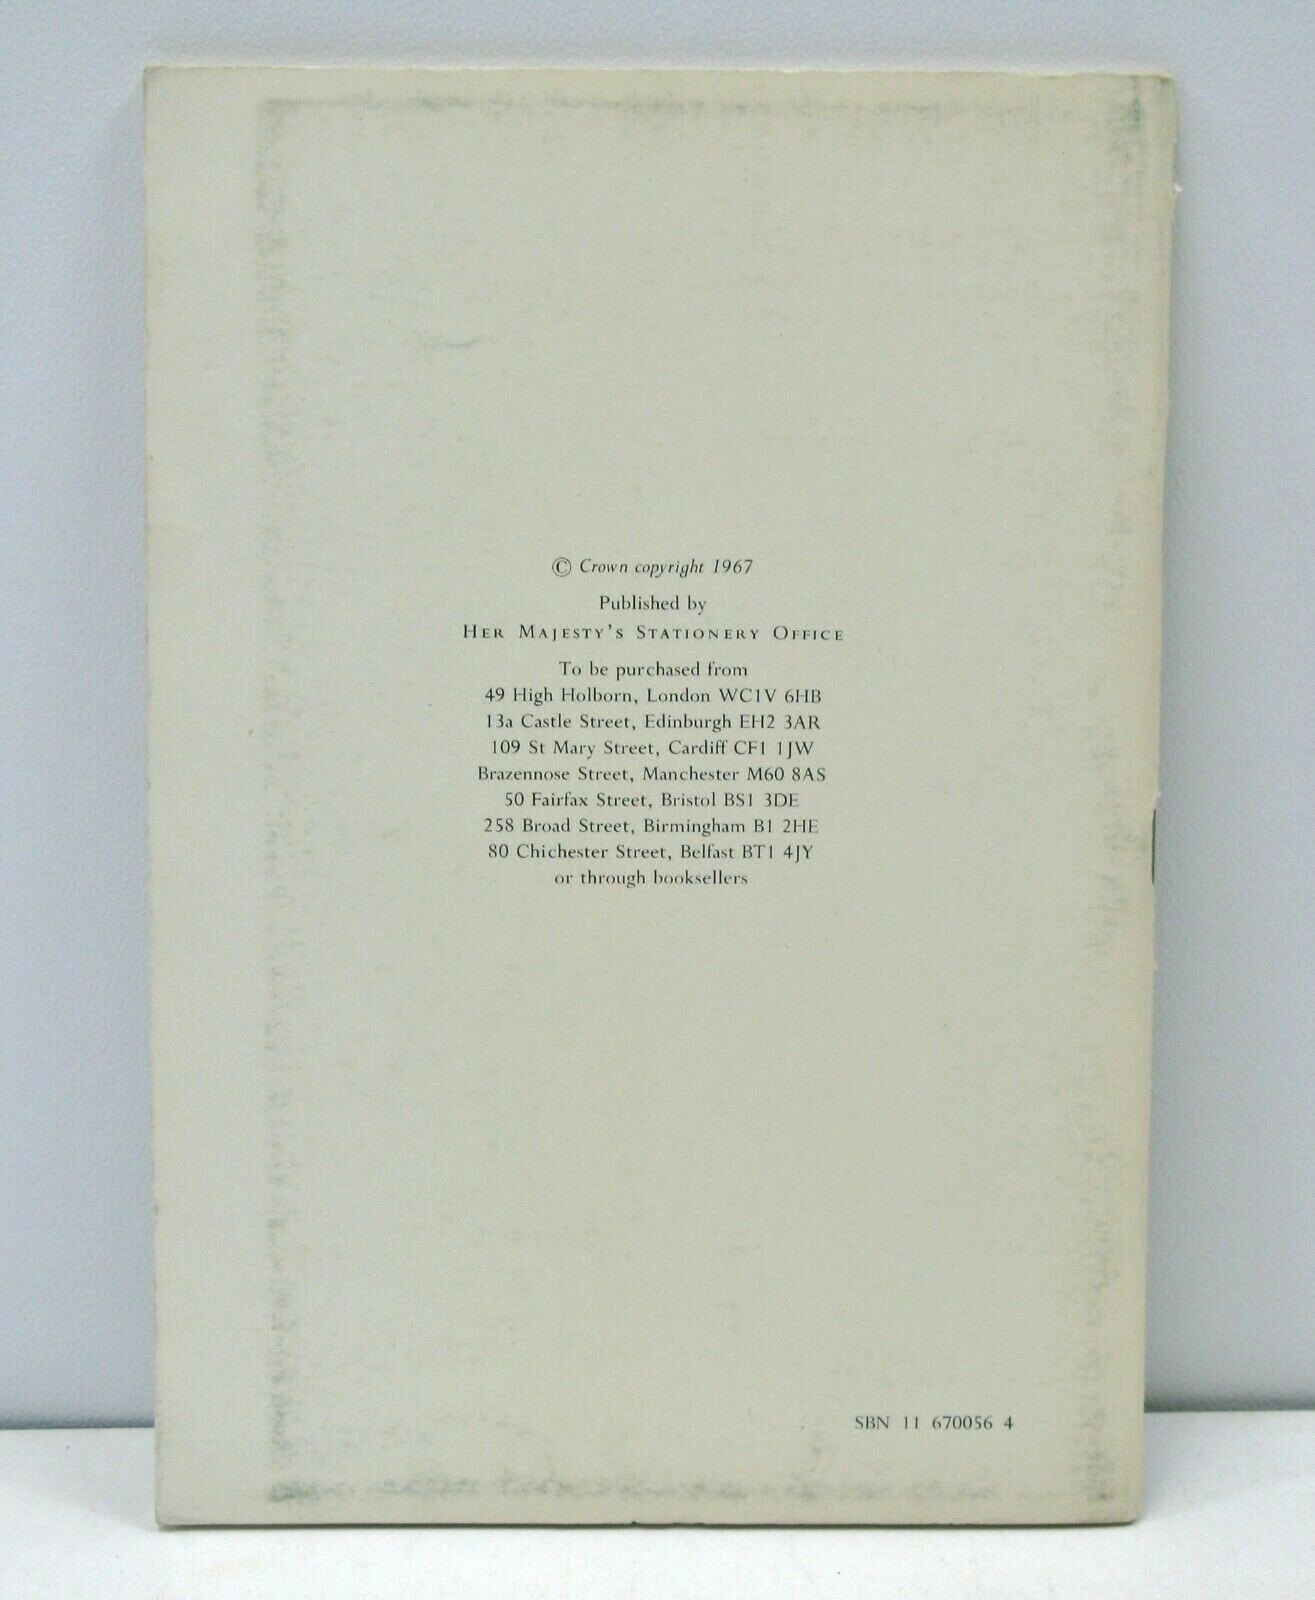 © Crown copyright 1967
Published by
HER MAJESTY'S STATIONERY OFFICE
To be purchased from
49 High Holborn, London WC1V 6HB
13a Castle Street, Edinburgh EH2 3AR
109 St Mary Street, Cardiff CF1 1JW
Brazennose Street, Manchester M60 8AS
50 Fairfax Street, Bristol BS1 3DE
258 Broad Street, Birmingham B1 2HE
80 Chichester Street, Belfast BT1 4JY
or through booksellers
SBN 11 670056 4